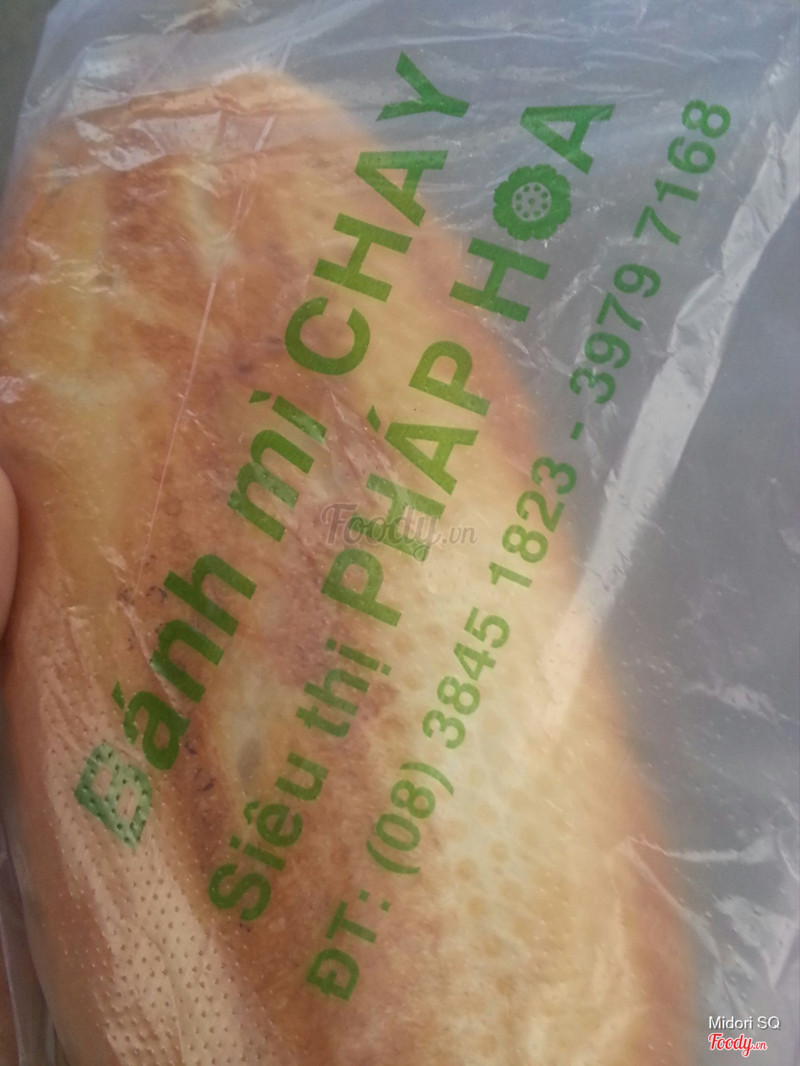 Bánh mì CHAY
Siêu thị PHÁP HOA
ĐT: (08) 3845 1823 - 3979 7168
Foody.vn
Midori SQ
Foody.vn